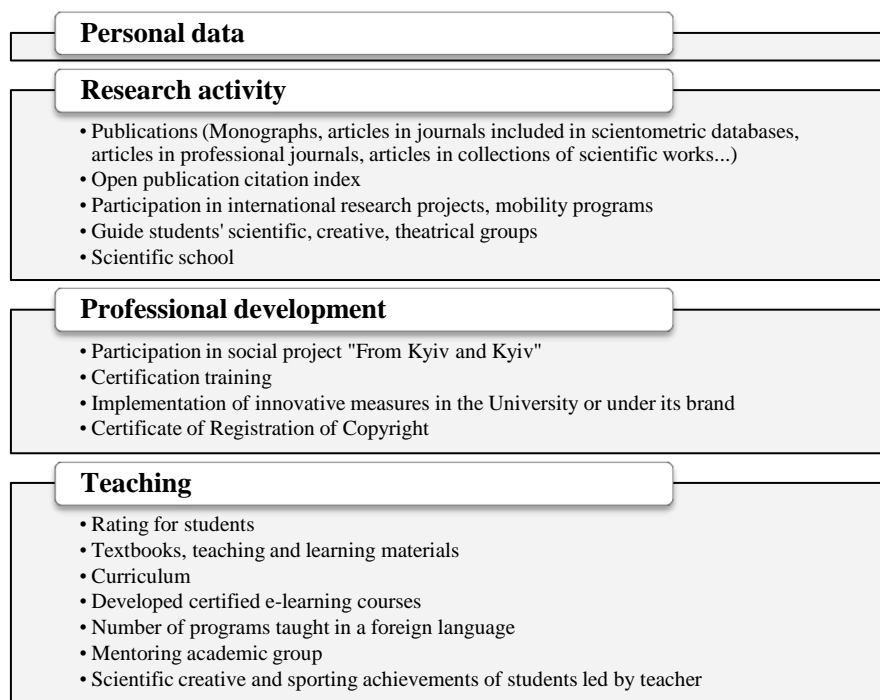 Personal data
Research activity
• Publications (Monographs, articles in journals included in scientometric databases,
articles in professional journals, articles in collections of scientific works...)
• Open publication citation index
• Participation in international research projects, mobility programs
• Guide students' scientific, creative, theatrical groups
• Scientific school
Professional development
• Participation in social project "From Kyiv and Kyiv"
• Certification training
• Implementation of innovative measures in the University or under its brand
• Certificate of Registration of Copyright
Teaching
• Rating for students
• Textbooks, teaching and learning materials
• Curriculum
• Developed certified e-learning courses
• Number of programs taught in a foreign language
• Mentoring academic group
• Scientific creative and sporting achievements of students led by teacher